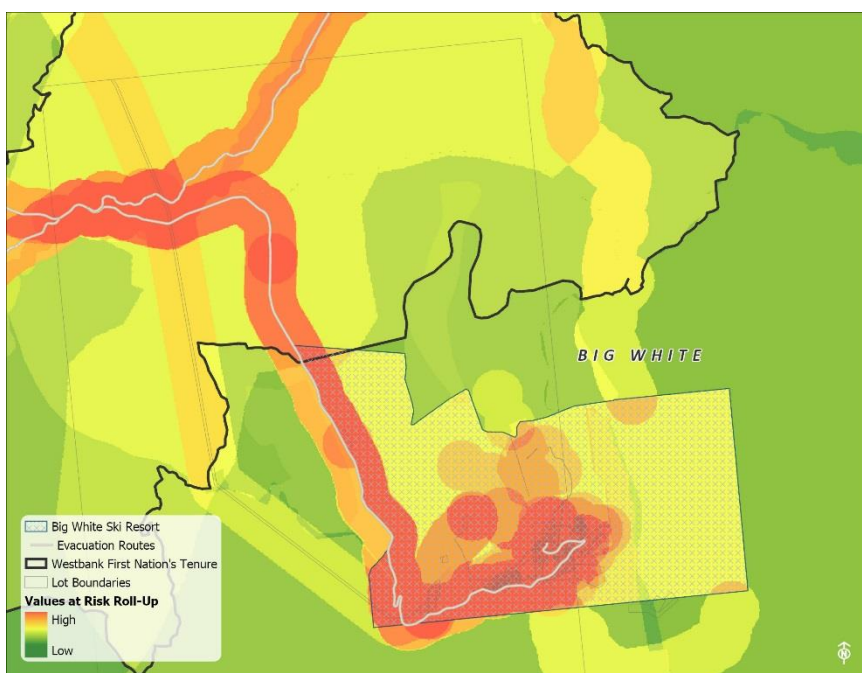 BIG WHITE
Big White Ski Resort
Evacuation Routes
Westbank First Nation's Tenure
Lot Boundaries
Values at Risk Roll-Up
High
Low
N